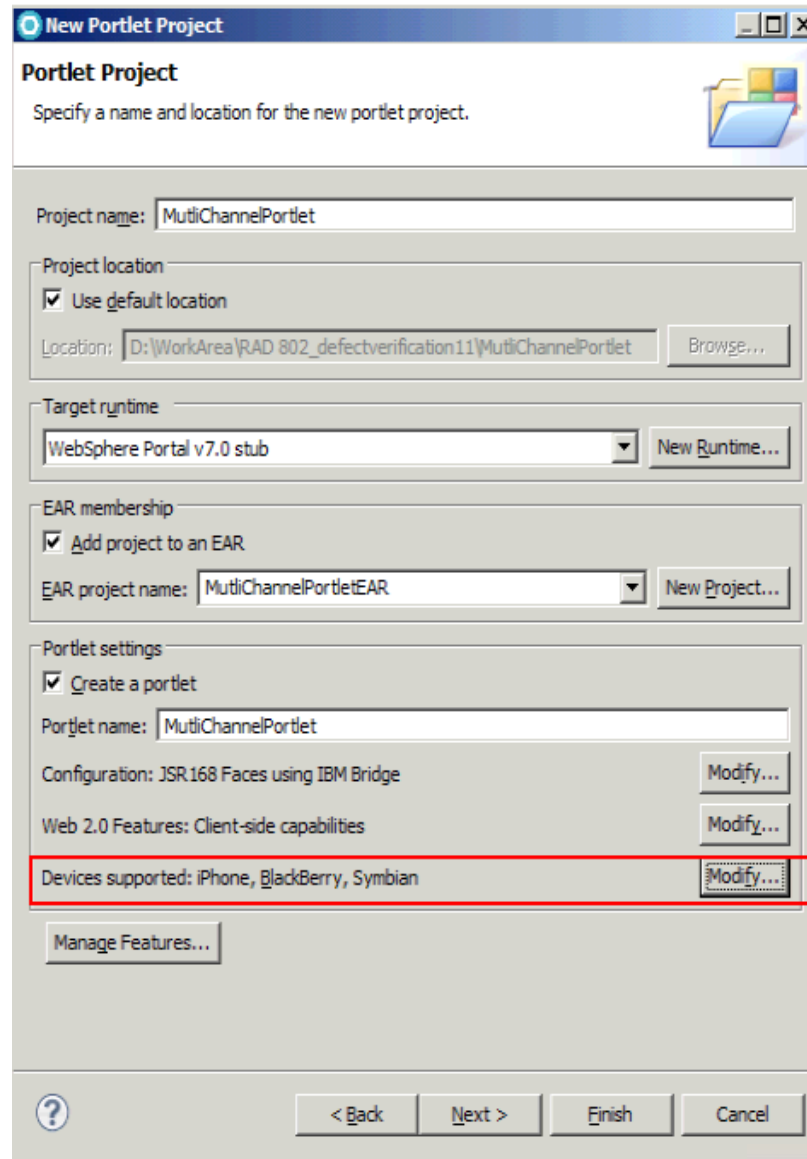 New Portlet Project
Portlet Project
Specify a name and location for the new portlet project.
Project name: MutliChannelPortlet
Project location
Use default location
Location: D:\WorkArea\RAD 802_defectverification11\MutliChannelPortlet Browse...
Target runtime
WebSphere Portal v7.0 stub New Runtime...
EAR membership
Add project to an EAR
EAR project name: MutliChannelPortletEAR New Project...
Portlet settings
Create a portlet
Portlet name: MutliChannelPortlet
Configuration: JSR168 Faces using IBM Bridge Modify...
Web 2.0 Features: Client-side capabilities Modify...
Devices supported: iPhone, BlackBerry, Symbian Modify...
Manage Features...
? < Back Next > Finish Cancel